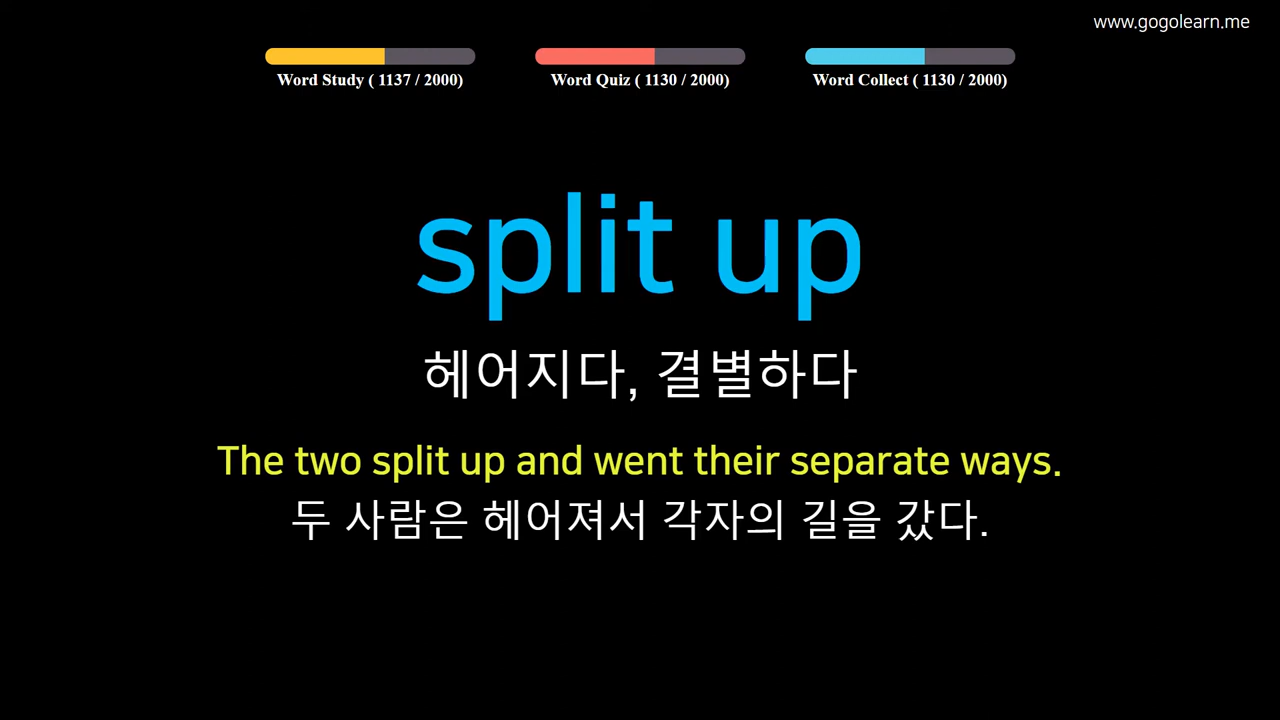 www.gogolearn.me
Word Study ( 1137 / 2000) Word Quiz ( 1130 / 2000) Word Collect ( 1130 / 2000)
split up
헤어지다, 결별하다
The two split up and went their separate ways.
두 사람은 헤어져서 각자의 길을 갔다.